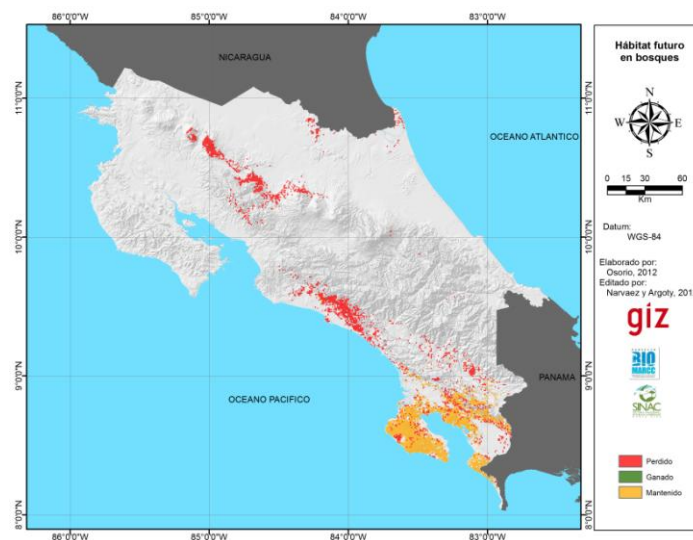 86°0'0"W
85°0'0"W
84°0'0"W
83°0'0"W
NICARAGUA
OCEANO ATLANTICO
OCEANO PACIFICO
PANAMA
11°0'0"N
11°0'0"N
10°0'0"N
10°0'0"N
9°0'0"N
9°0'0"N
8°0'0"N
8°0'0"N
86°0'0"W
85°0'0"W
84°0'0"W
83°0'0"W
Hábitat futuro
en bosques
N
W E
S
0 15 30 60
Km
Datum:
WGS-84
Elaborado por:
Osorio, 2012
Editado por:
Narvaez y Argoty, 201
giz
BIO
MARCC
SINAC
Perdido
Ganado
Mantenido